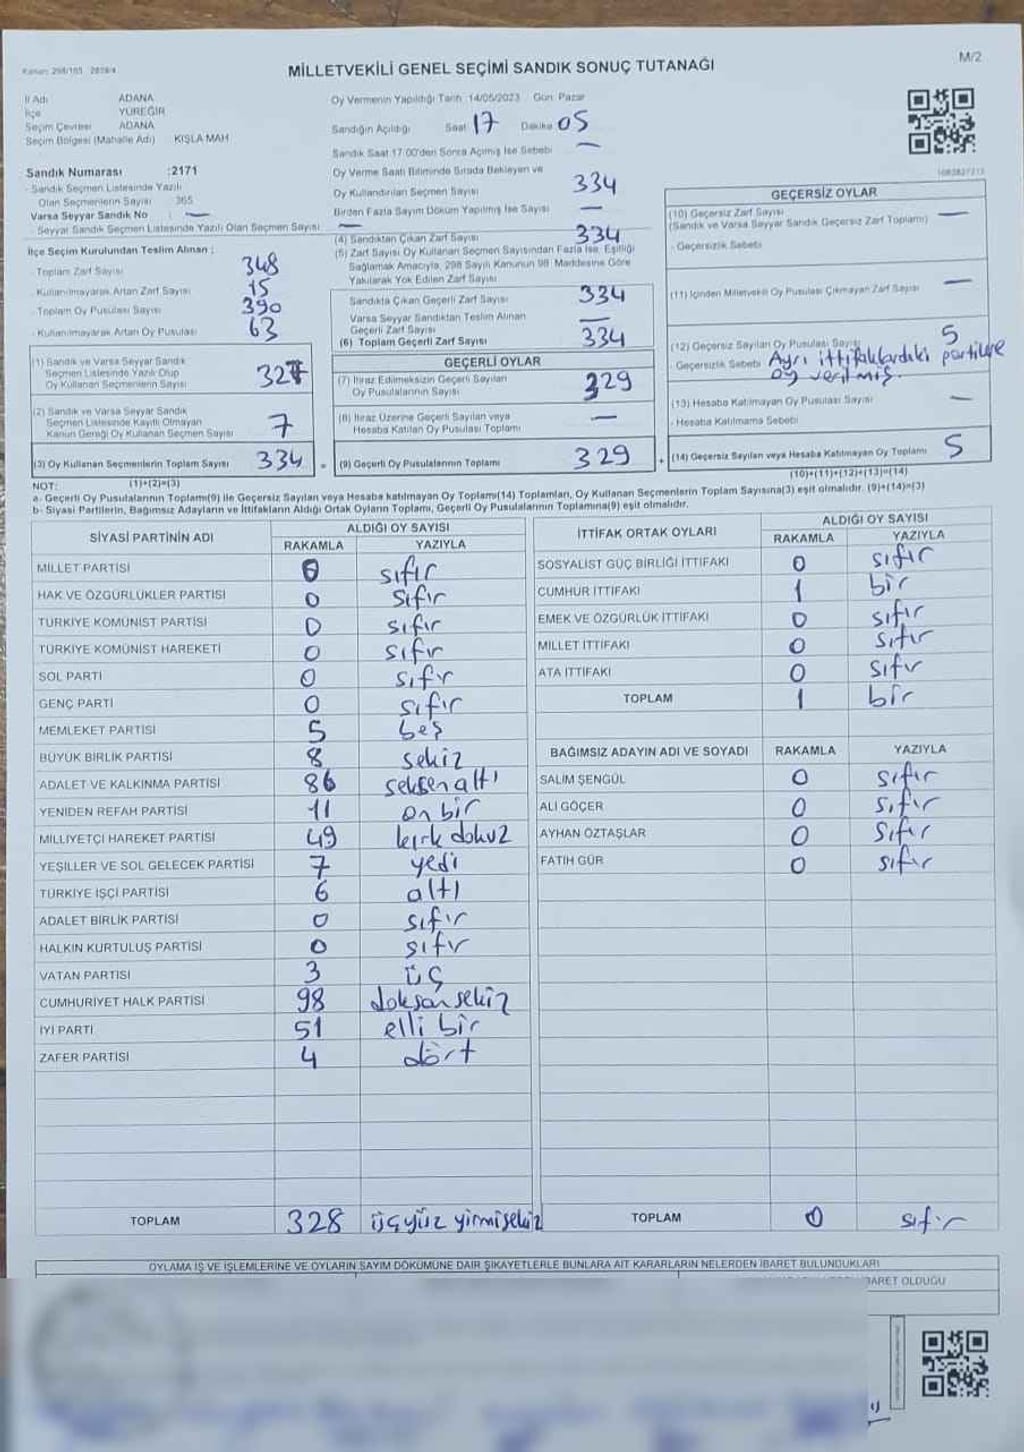 MİLLETVEKİLİ GENEL SEÇİMİ SANDIK SONUÇ TUTANAĞI
M/2
İl Adı ADANA
İlçe YÜREĞİR
Seçim Çevresi ADANA
Seçim Bölgesi (Mahalle Adı) KIŞLA MAH
Sandık Numarası :2171
- Sandık Seçmen Listesinde Yazılı
Olan Seçmenlerin Sayısı 365
Varsa Seyyar Sandık No : —
- Seyyar Sandık Seçmen Listesinde Yazılı Olan Seçmen Sayısı —
İlçe Seçim Kurulundan Teslim Alınan ;
- Toplam Zarf Sayısı 348
- Kullanılmayarak Artan Zarf Sayısı 15
- Toplam Oy Pusulası Sayısı 390
- Kullanılmayarak Artan Oy Pusulası 63
(1) Sandık ve Varsa Seyyar Sandık
Seçmen Listesinde Yazılı Olup
Oy Kullanan Seçmenlerin Sayısı 327
(2) Sandık ve Varsa Seyyar Sandık
Seçmen Listesinde Kayıtlı Olmayan
Kanun Gereği Oy Kullanan Seçmen Sayısı 7
(3) Oy Kullanan Seçmenlerin Toplam Sayısı 334
(1)+(2)=(3)
Oy Vermenin Yapıldığı Tarih 14/05/2023 Gün Pazar
Sandığın Açıldığı Saat 17 Dakika 05
Sandık Saat 17:00'den Sonra Açılmış İse Sebebi —
Oy Verme Saati Bitiminde Sırada Bekleyen ve
Oy Kullandırılan Seçmen Sayısı 334
Birden Fazla Sayım Döküm Yapılmış İse Sayısı —
(4) Sandıktan Çıkan Zarf Sayısı 334
(5) Zarf Sayısı Oy Kullanan Seçmen Sayısından Fazla İse, Eşitliği
Sağlamak Amacıyla, 298 Sayılı Kanunun 98. Maddesine Göre
Yakılarak Yok Edilen Zarf Sayısı
Sandıkta Çıkan Geçerli Zarf Sayısı 334
Varsa Seyyar Sandıktan Teslim Alınan
Geçerli Zarf Sayısı —
(6) Toplam Geçerli Zarf Sayısı 334
GEÇERLİ OYLAR
(7) İtiraz Edilmeksizin Geçerli Sayılan
Oy Pusulalarının Sayısı 329
(8) İtiraz Üzerine Geçerli Sayılan veya
Hesaba Katılan Oy Pusulası Toplamı —
= (9) Geçerli Oy Pusulalarının Toplamı 329
GEÇERSİZ OYLAR
(10) Geçersiz Zarf Sayısı —
(Sandık ve Varsa Seyyar Sandık Geçersiz Zarf Toplamı)
- Geçersizlik Sebebi
(11) İçinden Milletvekili Oy Pusulası Çıkmayan Zarf Sayısı —
(12) Geçersiz Sayılan Oy Pusulası Sayısı 5
- Geçersizlik Sebebi Ayrı ittifaklardaki partilere
oy verilmiş.
(13) Hesaba Katılmayan Oy Pusulası Sayısı —
- Hesaba Katılmama Sebebi
+ (14) Geçersiz Sayılan veya Hesaba Katılmayan Oy Toplamı 5
(10)+(11)+(12)+(13)=(14)
NOT:
a- Geçerli Oy Pusulalarının Toplamı(9) ile Geçersiz Sayılan veya Hesaba katılmayan Oy Toplamı(14) Toplamları, Oy Kullanan Seçmenlerin Toplam Sayısına(3) eşit olmalıdır. (9)+(14)=(3)
b- Siyasi Partilerin, Bağımsız Adayların ve İttifakların Aldığı Ortak Oyların Toplamı, Geçerli Oy Pusulalarının Toplamına(9) eşit olmalıdır.
SİYASİ PARTİNİN ADI ALDIĞI OY SAYISI
RAKAMLA YAZIYLA
MİLLET PARTİSİ 0 sıfır
HAK VE ÖZGÜRLÜKLER PARTİSİ 0 sıfır
TÜRKİYE KOMÜNİST PARTİSİ 0 sıfır
TÜRKİYE KOMÜNİST HAREKETİ 0 sıfır
SOL PARTİ 0 sıfır
GENÇ PARTİ 0 sıfır
MEMLEKET PARTİSİ 5 beş
BÜYÜK BİRLİK PARTİSİ 8 sekiz
ADALET VE KALKINMA PARTİSİ 86 seksen altı
YENİDEN REFAH PARTİSİ 11 on bir
MİLLİYETÇİ HAREKET PARTİSİ 49 kırk dokuz
YEŞİLLER VE SOL GELECEK PARTİSİ 7 yedi
TÜRKİYE İŞÇİ PARTİSİ 6 altı
ADALET BİRLİK PARTİSİ 0 sıfır
HALKIN KURTULUŞ PARTİSİ 0 sıfır
VATAN PARTİSİ 3 üç
CUMHURİYET HALK PARTİSİ 98 doksan sekiz
İYİ PARTİ 51 elli bir
ZAFER PARTİSİ 4 dört
TOPLAM 328 üçyüz yirmisekiz
İTTİFAK ORTAK OYLARI ALDIĞI OY SAYISI
RAKAMLA YAZIYLA
SOSYALİST GÜÇ BİRLİĞİ İTTİFAKI 0 sıfır
CUMHUR İTTİFAKI 1 bir
EMEK VE ÖZGÜRLÜK İTTİFAKI 0 sıfır
MİLLET İTTİFAKI 0 sıfır
ATA İTTİFAKI 0 sıfır
TOPLAM 1 bir
BAĞIMSIZ ADAYIN ADI VE SOYADI RAKAMLA YAZIYLA
SALİM ŞENGÜL 0 sıfır
ALİ GÖÇER 0 sıfır
AYHAN ÖZTAŞLAR 0 sıfır
FATİH GÜR 0 sıfır
TOPLAM 0 sıfır
OYLAMA İŞ VE İŞLEMLERİNE VE OYLARIN SAYIM DÖKÜMÜNE DAİR ŞİKAYETLERLE BUNLARA AİT KARARLARIN NELERDEN İBARET BULUNDUKLARI
BARET OLDUĞU